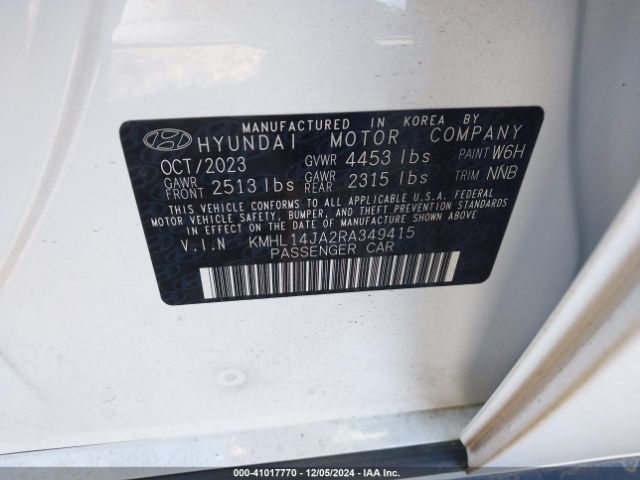 MANUFACTURED IN KOREA BY
HYUNDAI MOTOR COMPANY
OCT/2023 GVWR 4453 lbs PAINT W6H
GAWR FRONT 2513 lbs GAWR REAR 2315 lbs TRIM NNB
THIS VEHICLE CONFORMS TO ALL APPLICABLE U.S.A. FEDERAL
MOTOR VEHICLE SAFETY, BUMPER, AND THEFT PREVENTION STANDARDS
IN EFFECT ON THE DATE OF MANUFACTURE SHOWN ABOVE.
V.I.N KMHL14JA2RA349415
PASSENGER CAR
000-41017770 - 12/05/2024 - IAA Inc.